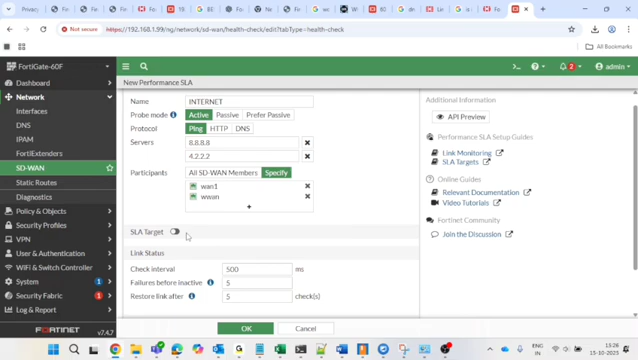 Not secure https://192.168.1.99/ng/network/sd-wan/health-check/edit?tabType=health-check
All Bookmarks
FortiGate-60F
admin
2
Dashboard
Network
Interfaces
DNS
IPAM
FortiExtenders
SD-WAN
Static Routes
Diagnostics
Policy & Objects
Security Profiles
VPN
User & Authentication
WiFi & Switch Controller
System
1
Security Fabric
1
Log & Report
FORTINET
v7.4.7
New Performance SLA
Name INTERNET
Probe mode Active Passive Prefer Passive
Protocol Ping HTTP DNS
Servers 8.8.8.8
4.2.2.2
Participants All SD-WAN Members Specify
wan1
wwan
SLA Target
Link Status
Check interval 500 ms
Failures before inactive 5
Restore link after 5 check(s)
OK Cancel
Additional Information
API Preview
Performance SLA Setup Guides
Link Monitoring
SLA Targets
Online Guides
Relevant Documentation
Video Tutorials
Fortinet Community
Join the Discussion
ENG
IN
13:26
15-10-2025